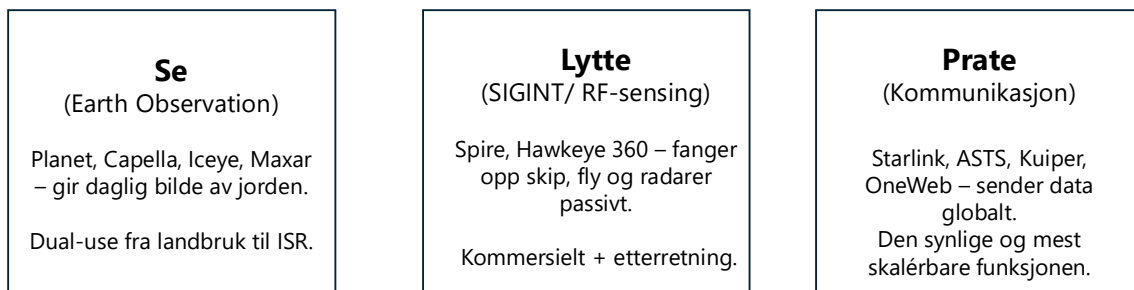 Se
(Earth Observation)
Planet, Capella, Iceye, Maxar
– gir daglig bilde av jorden.
Dual-use fra landbruk til ISR.
Lytte
(SIGINT/ RF-sensing)
Spire, Hawkeye 360 – fanger
opp skip, fly og radarer
passivt.
Kommersielt + etterretning.
Prate
(Kommunikasjon)
Starlink, ASTS, Kuiper,
OneWeb – sender data
globalt.
Den synlige og mest
skalérbare funksjonen.